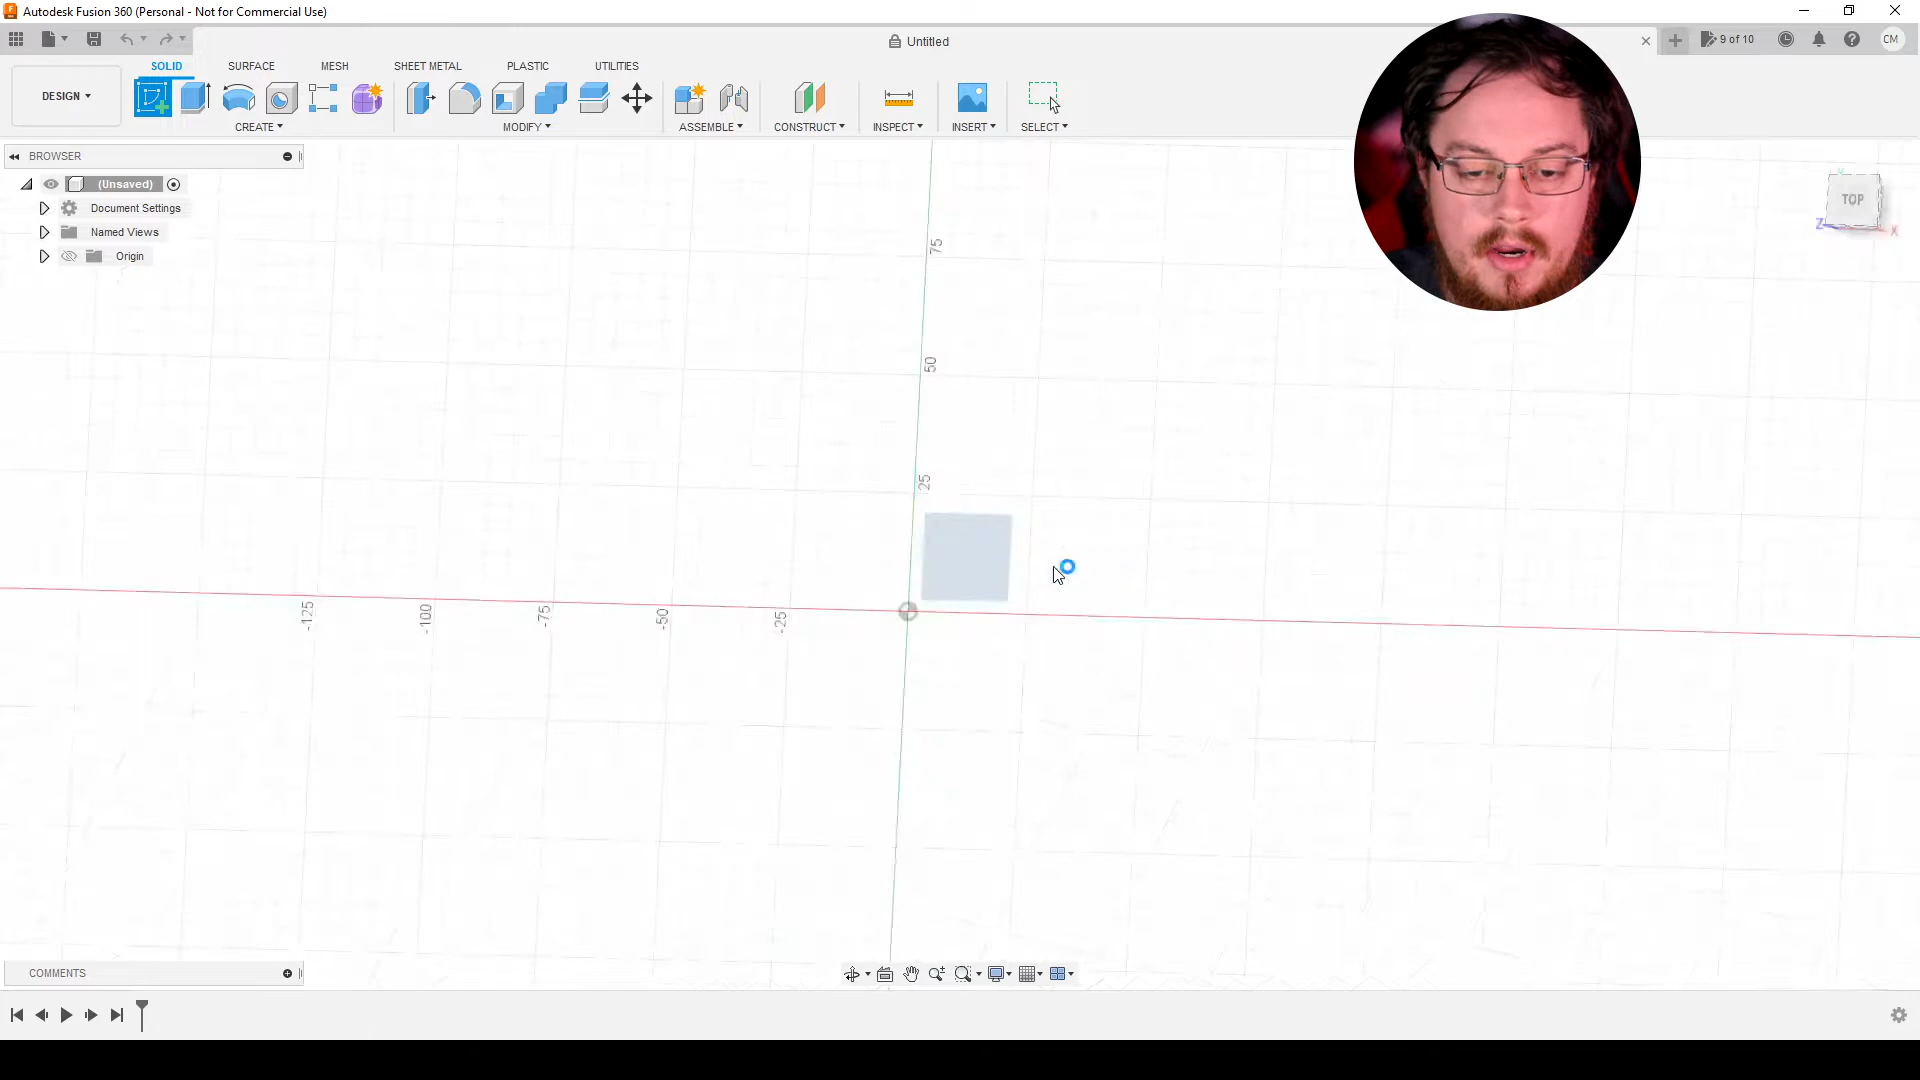 Autodesk Fusion 360 (Personal - Not for Commercial Use)
Untitled
9 of 10
CM
DESIGN
SOLID
SURFACE
MESH
SHEET METAL
PLASTIC
UTILITIES
CREATE
MODIFY
ASSEMBLE
CONSTRUCT
INSPECT
INSERT
SELECT
BROWSER
(Unsaved)
Document Settings
Named Views
Origin
TOP
Z
X
75
50
25
-125
-100
-75
-50
-25
COMMENTS